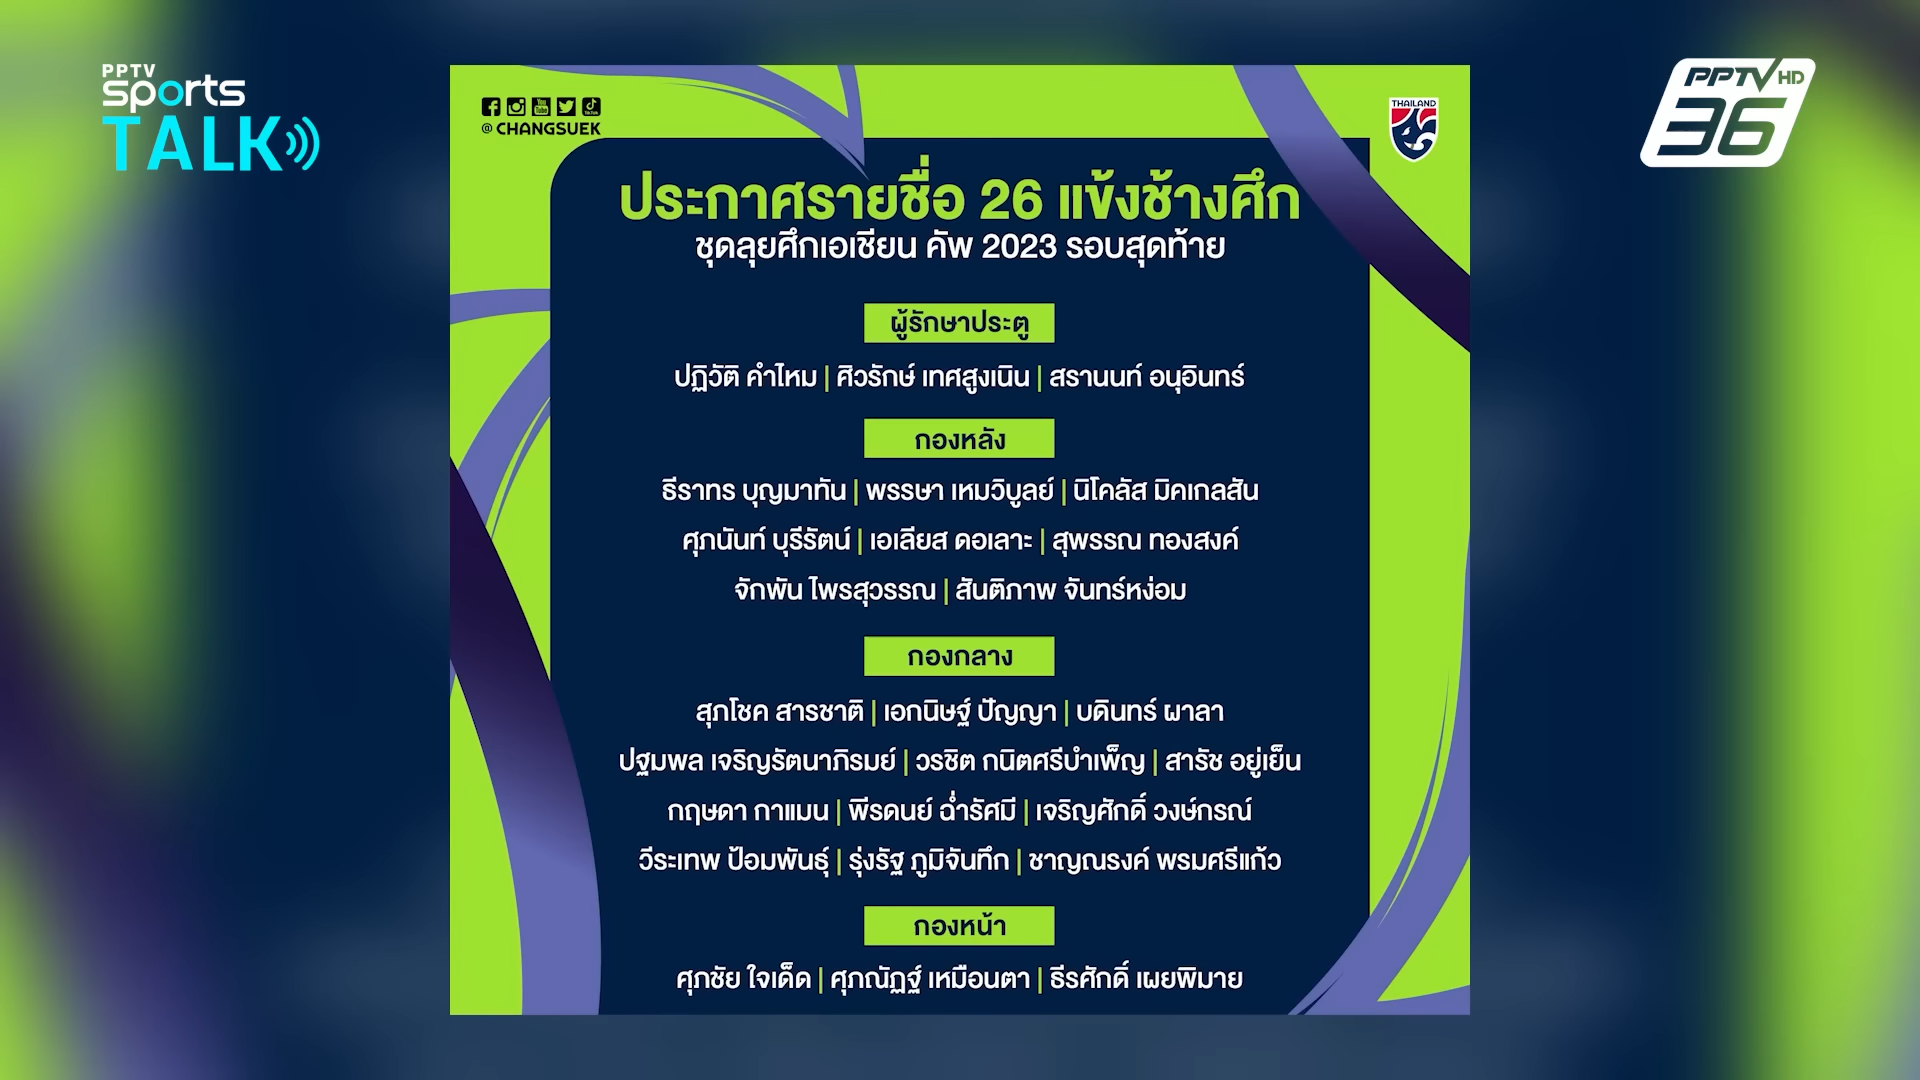 PPTV
sports
TALK
PPTV HD
36
@ CHANGSUEK
THAILAND
ประกาศรายชื่อ 26 แข้งช้างศึก
ชุดลุยศึกเอเชียน คัพ 2023 รอบสุดท้าย
ผู้รักษาประตู
ปฏิวัติ คำไหม | ศิวรักษ์ เทศสูงเนิน | สรานนท์ อนุอินทร์
กองหลัง
ธีราทร บุญมาทัน | พรรษา เหมวิบูลย์ | นิโคลัส มิคเกลสัน
ศุภนันท์ บุรีรัตน์ | เอเลียส ดอเลาะ | สุพรรณ ทองสงค์
จักพัน ไพรสุวรรณ | สันติภาพ จันทร์หง่อม
กองกลาง
สุภโชค สารชาติ | เอกนิษฐ์ ปัญญา | บดินทร์ ผาลา
ปฐมพล เจริญรัตนาภิรมย์ | วรชิต กนิตศรีบำเพ็ญ | สารัช อยู่เย็น
กฤษดา กาแมน | พีรดนย์ ฉ่ำรัศมี | เจริญศักดิ์ วงษ์กรณ์
วีระเทพ ป้อมพันธุ์ | รุ่งรัฐ ภูมิจันทึก | ชาญณรงค์ พรมศรีแก้ว
กองหน้า
ศุภชัย ใจเด็ด | ศุภณัฏฐ์ เหมือนตา | ธีรศักดิ์ เผยพิมาย